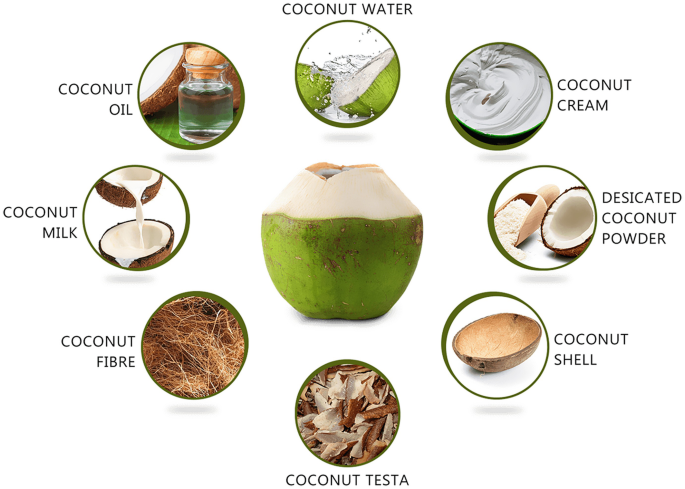 COCONUT WATER
COCONUT
OIL
COCONUT
CREAM
COCONUT
MILK
DESICATED
COCONUT
POWDER
COCONUT
FIBRE
COCONUT
SHELL
COCONUT TESTA